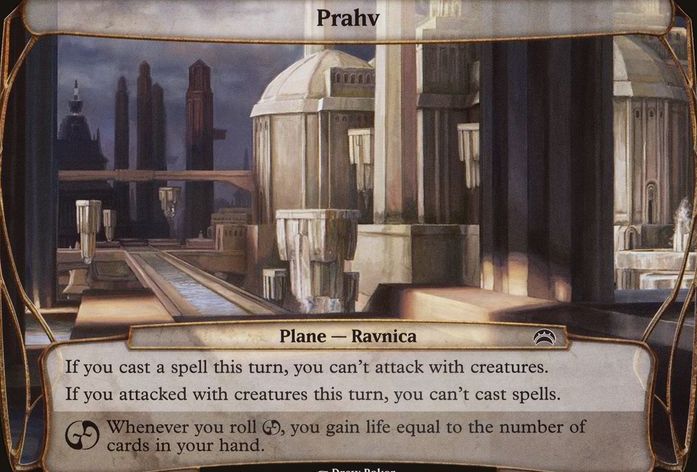 Prahv
Plane — Ravnica
If you cast a spell this turn, you can't attack with creatures.
If you attacked with creatures this turn, you can't cast spells.
Whenever you roll , you gain life equal to the number of
cards in your hand.